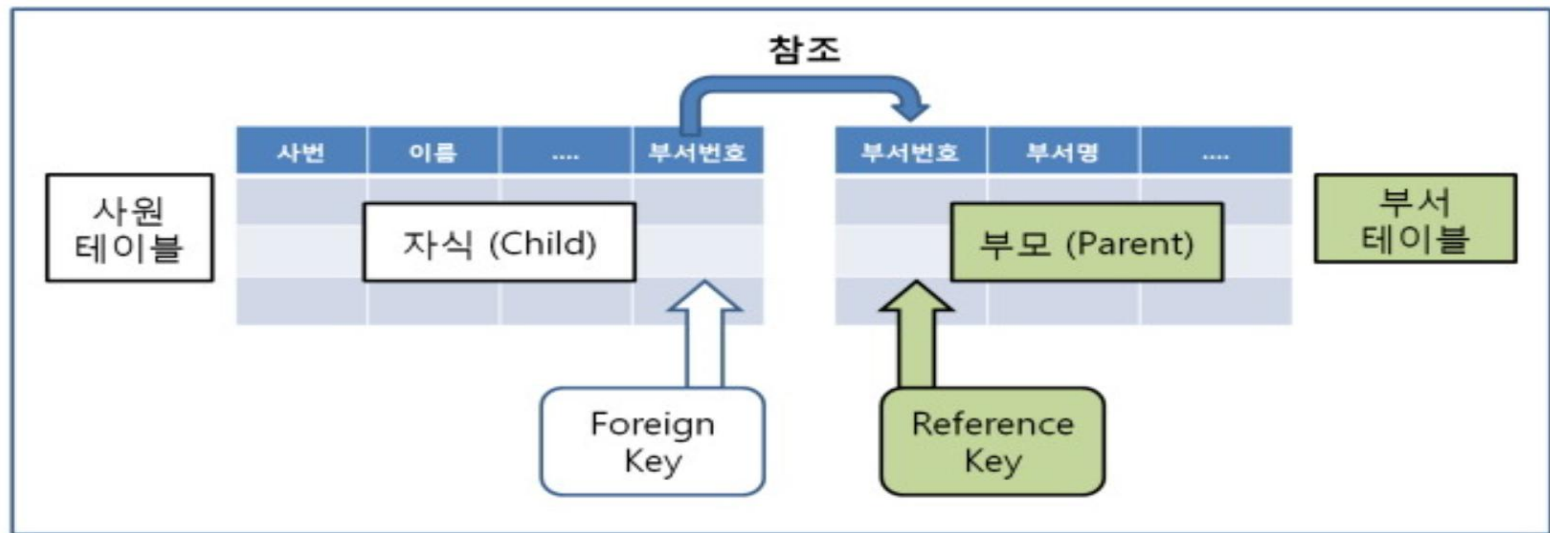 참조
사번 이름 .... 부서번호
부서번호 부서명 ....
사원
테이블
자식 (Child)
부모 (Parent)
부서
테이블
Foreign
Key
Reference
Key